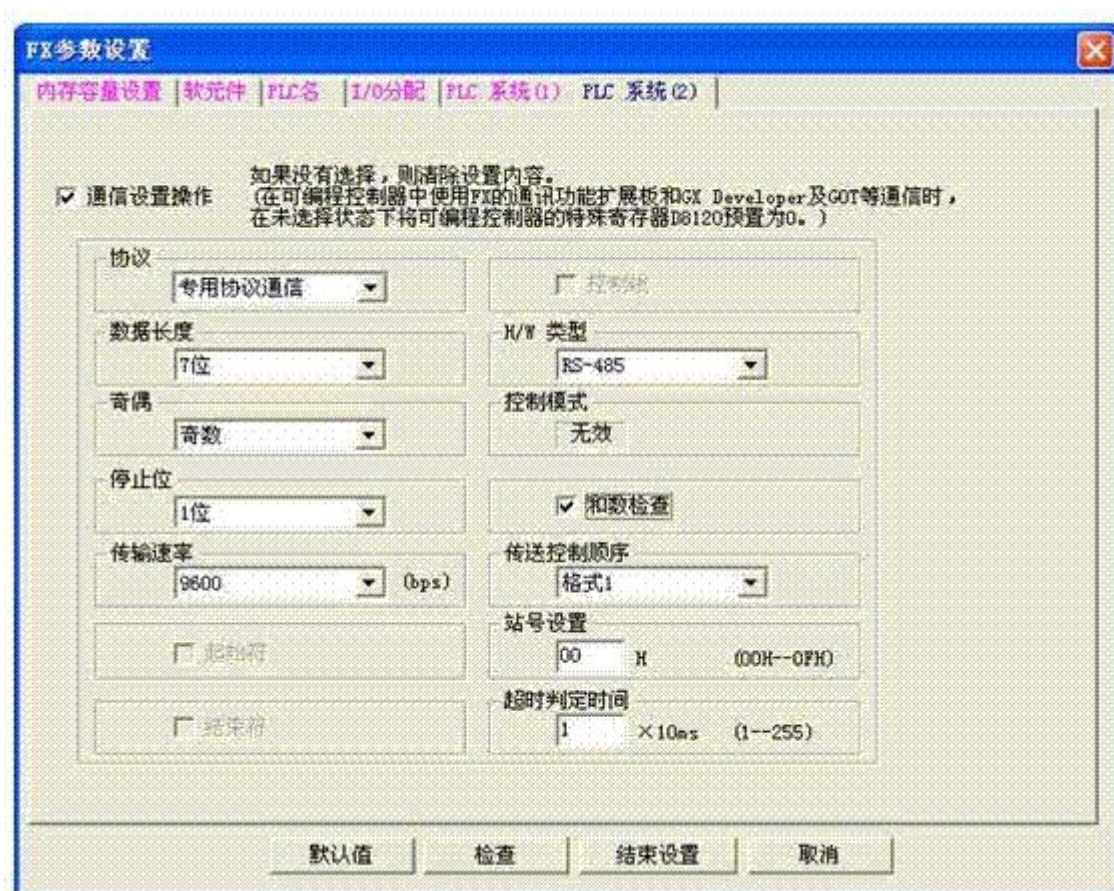 FX参数设置
内存容量设置 软元件 PLC名 I/O分配 PLC 系统(1) PLC 系统(2)
如果没有选择，则清除设置内容。
通信设置操作 (在可编程控制器中使用FX的通讯功能扩展板和GX Developer及GOT等通信时，
在未选择状态下将可编程控制器的特殊寄存器D8120预置为0。)
协议
专用协议通信
控制线
数据长度
7位
H/W 类型
RS-485
奇偶
奇数
控制模式
无效
停止位
1位
和数检查
传输速率
9600 (bps)
传送控制顺序
格式1
起始符
站号设置
00 H (00H--0FH)
结束符
超时判定时间
1 ×10ms (1--255)
默认值 检查 结束设置 取消